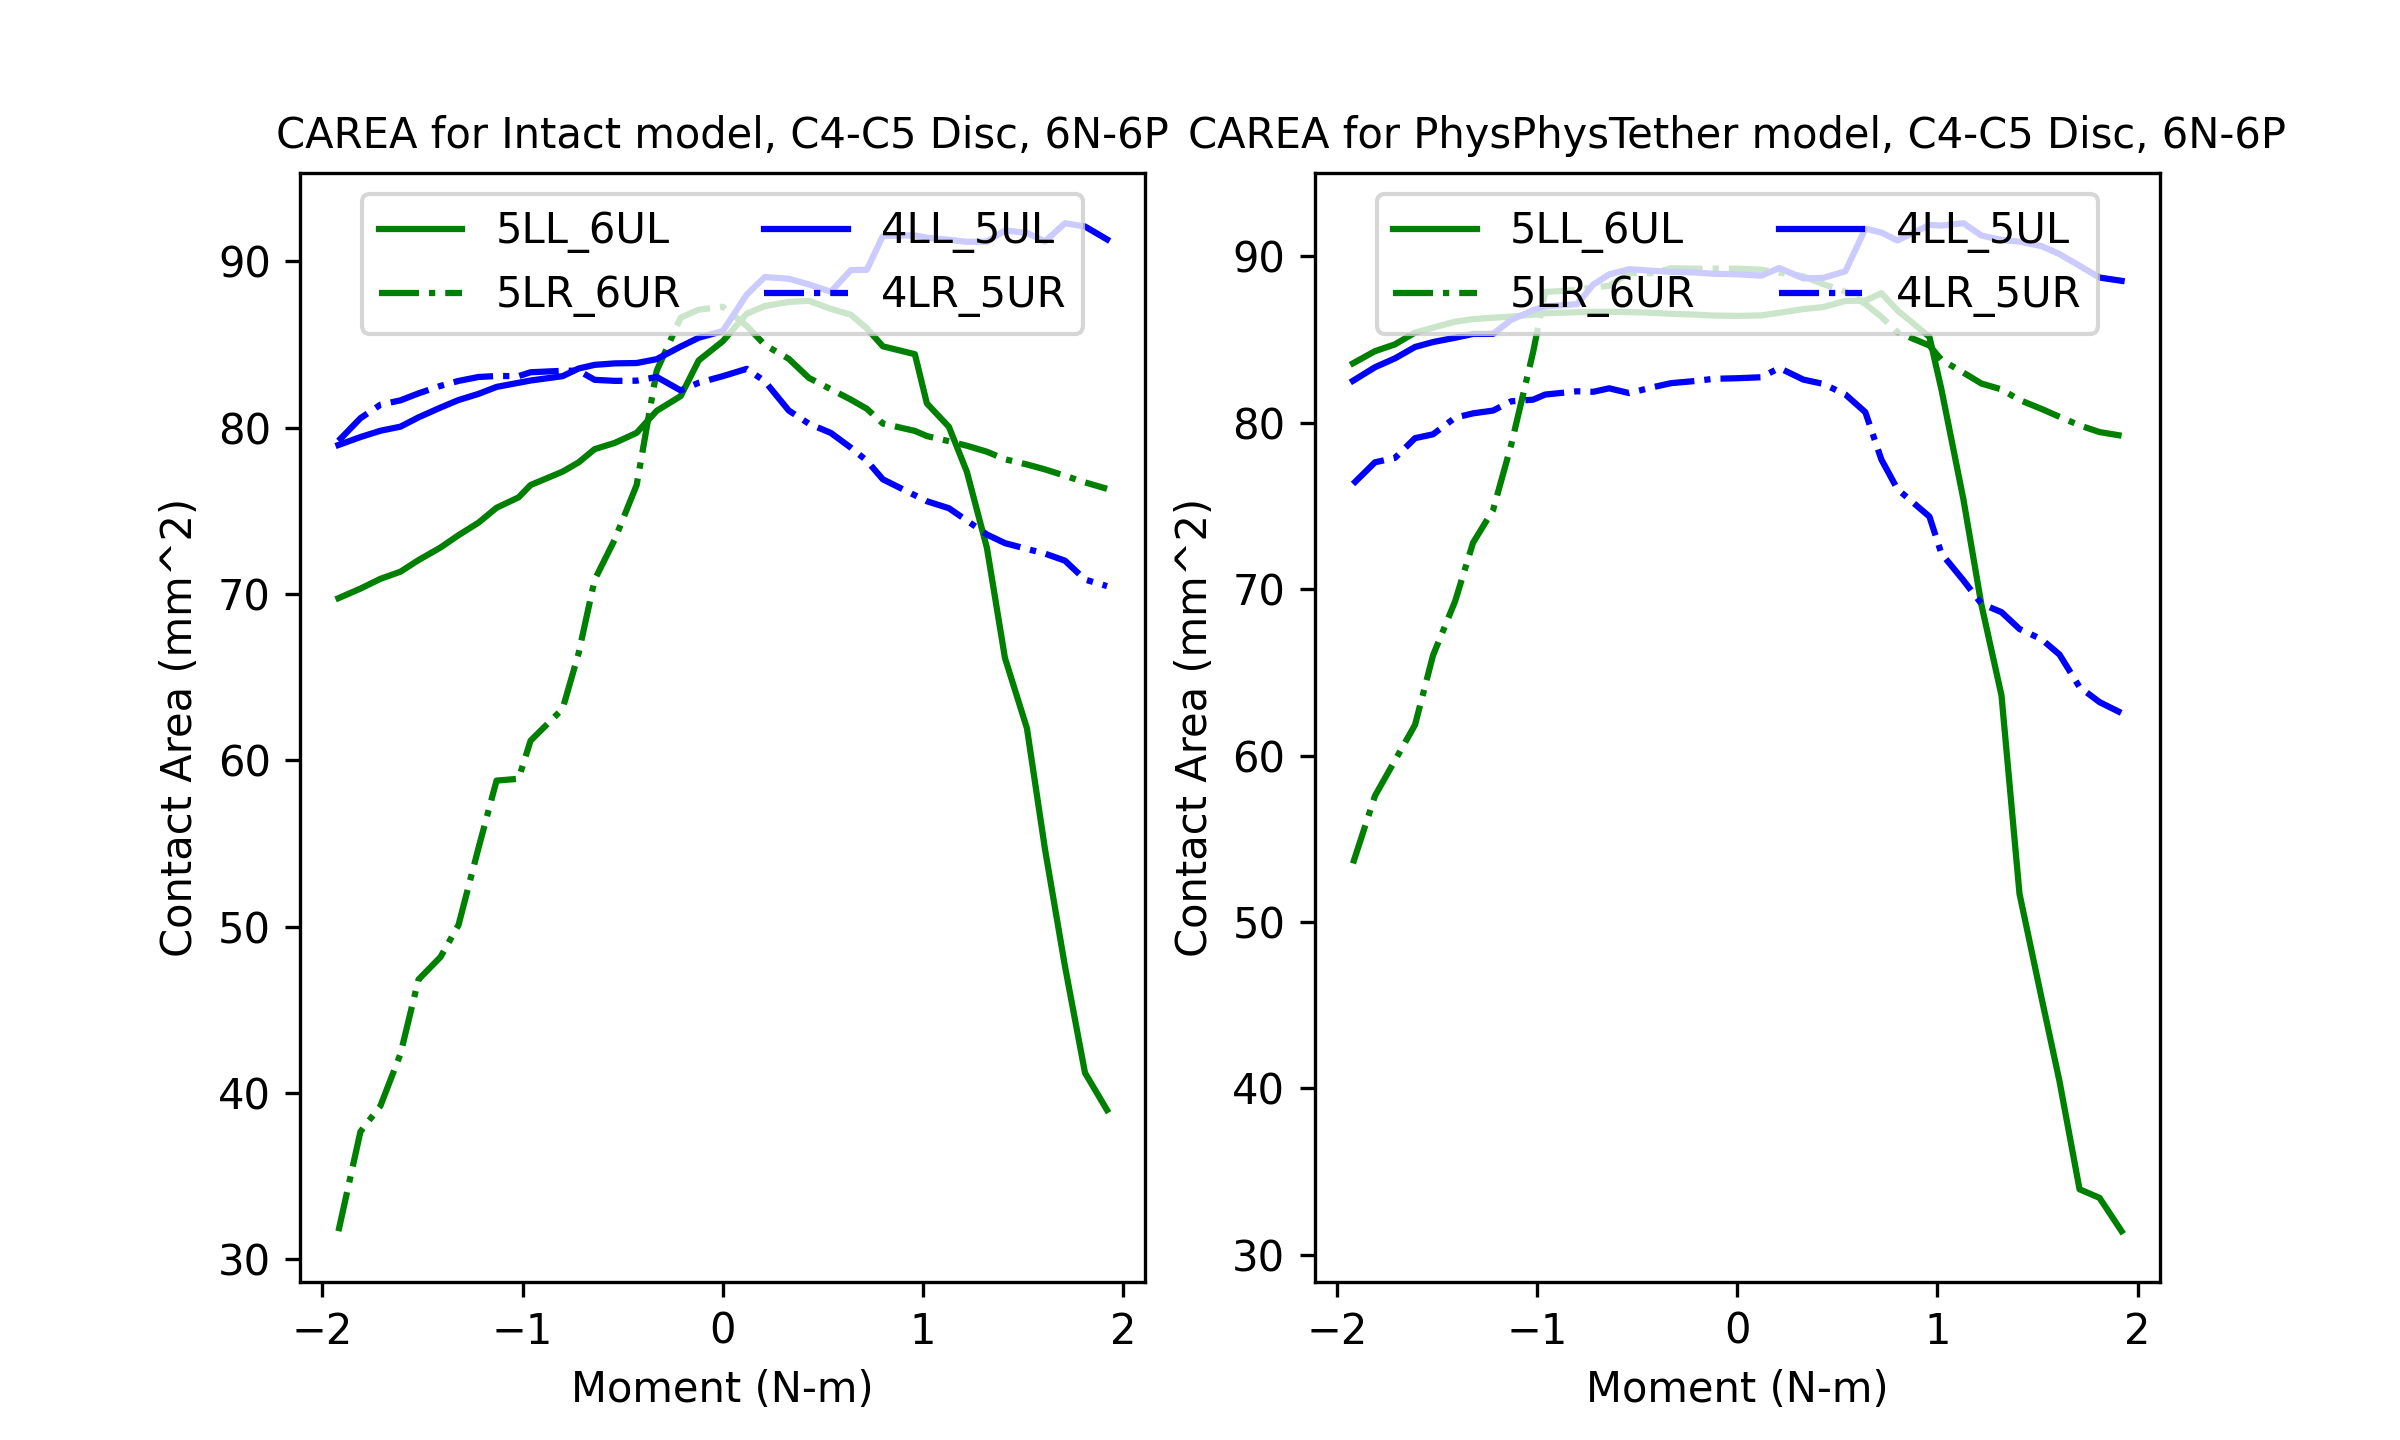 CAREA for Intact model, C4-C5 Disc, 6N-6P
5LL_6UL 4LL_5UL
5LR_6UR 4LR_5UR
90
80
70
60
50
40
30
Contact Area (mm^2)
−2 −1 0 1 2
Moment (N-m)
CAREA for PhysPhysTether model, C4-C5 Disc, 6N-6P
5LL_6UL 4LL_5UL
5LR_6UR 4LR_5UR
90
80
70
60
50
40
30
Contact Area (mm^2)
−2 −1 0 1 2
Moment (N-m)